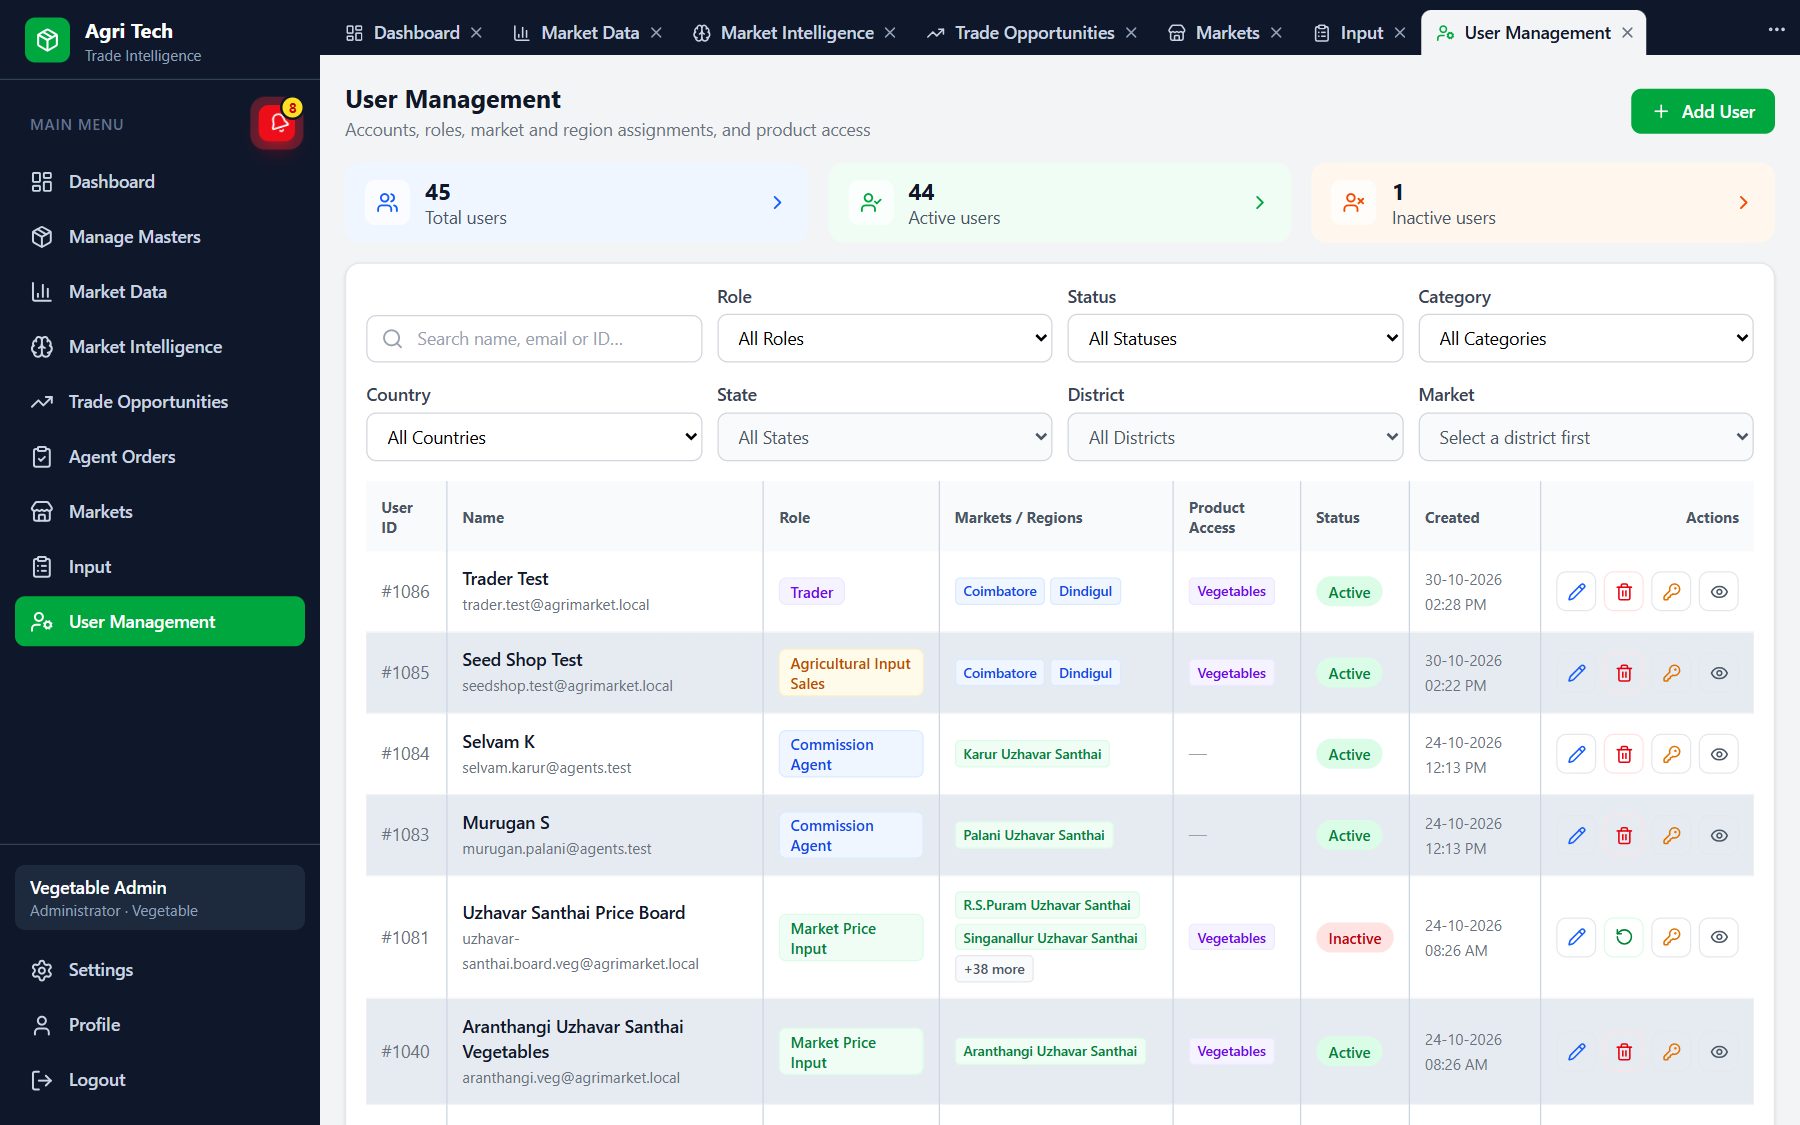 Agri Tech
Trade Intelligence
Dashboard
Market Data
Market Intelligence
Trade Opportunities
Markets
Input
User Management
MAIN MENU
8
Dashboard
Manage Masters
Market Data
Market Intelligence
Trade Opportunities
Agent Orders
Markets
Input
User Management
Vegetable Admin
Administrator · Vegetable
Settings
Profile
Logout
User Management
Accounts, roles, market and region assignments, and product access
Add User
45
Total users
44
Active users
1
Inactive users
Role
Status
Category
Search name, email or ID...
All Roles
All Statuses
All Categories
Country
State
District
Market
All Countries
All States
All Districts
Select a district first
User
ID
Name
Role
Markets / Regions
Product
Access
Status
Created
Actions
#1086
Trader Test
trader.test@agrimarket.local
Trader
Coimbatore
Dindigul
Vegetables
Active
30-10-2026
02:28 PM
#1085
Seed Shop Test
seedshop.test@agrimarket.local
Agricultural Input
Sales
Coimbatore
Dindigul
Vegetables
Active
30-10-2026
02:22 PM
#1084
Selvam K
selvam.karur@agents.test
Commission
Agent
Karur Uzhavar Santhai
—
Active
24-10-2026
12:13 PM
#1083
Murugan S
murugan.palani@agents.test
Commission
Agent
Palani Uzhavar Santhai
—
Active
24-10-2026
12:13 PM
#1081
Uzhavar Santhai Price Board
uzhavar-
santhai.board.veg@agrimarket.local
Market Price
Input
R.S.Puram Uzhavar Santhai
Singanallur Uzhavar Santhai
+38 more
Vegetables
Inactive
24-10-2026
08:26 AM
#1040
Aranthangi Uzhavar Santhai
Vegetables
aranthangi.veg@agrimarket.local
Market Price
Input
Aranthangi Uzhavar Santhai
Vegetables
Active
24-10-2026
08:26 AM